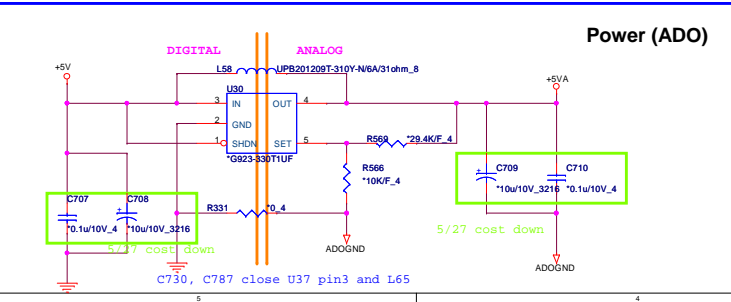 Power (ADO)
DIGITAL
ANALOG
+5V
L58
UPB201209T-310Y-N/6A/31ohm_8
+5VA
U30
3
IN
OUT
4
2
GND
1
SHDN
SET
5
*G923-330T1UF
R569
*29.4K/F_4
R566
*10K/F_4
C709
*10u/10V_3216
C710
*0.1u/10V_4
C707
*0.1u/10V_4
C708
*10u/10V_3216
R331
*0_4
5/27 cost down
5/27 cost down
ADOGND
ADOGND
C730, C787 close U37 pin3 and L65
5
4